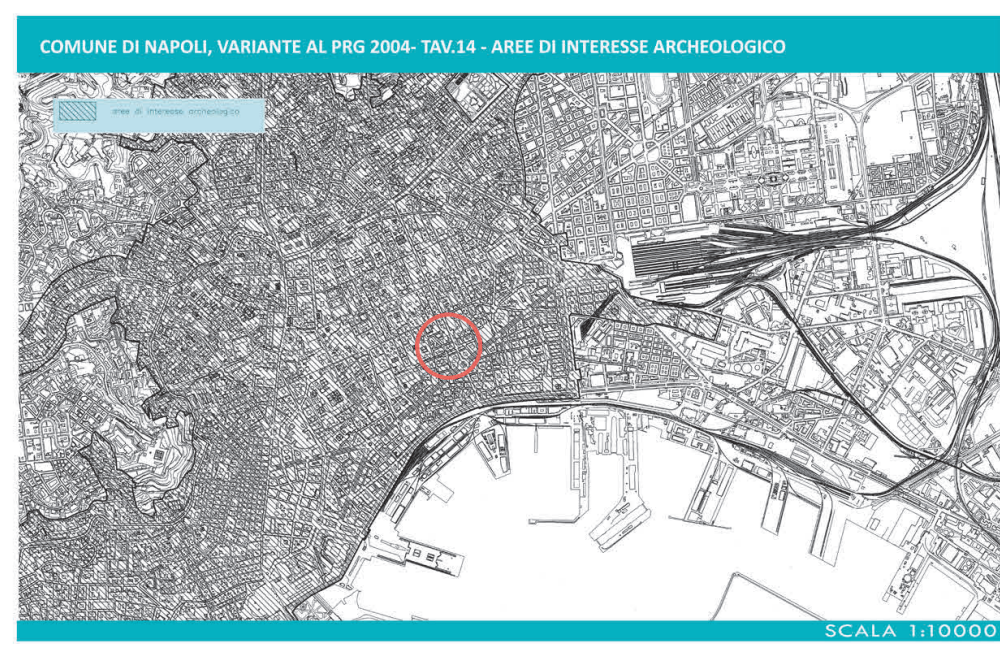 COMUNE DI NAPOLI, VARIANTE AL PRG 2004- TAV.14 - AREE DI INTERESSE ARCHEOLOGICO
aree di interesse archeologico
SCALA 1:10000